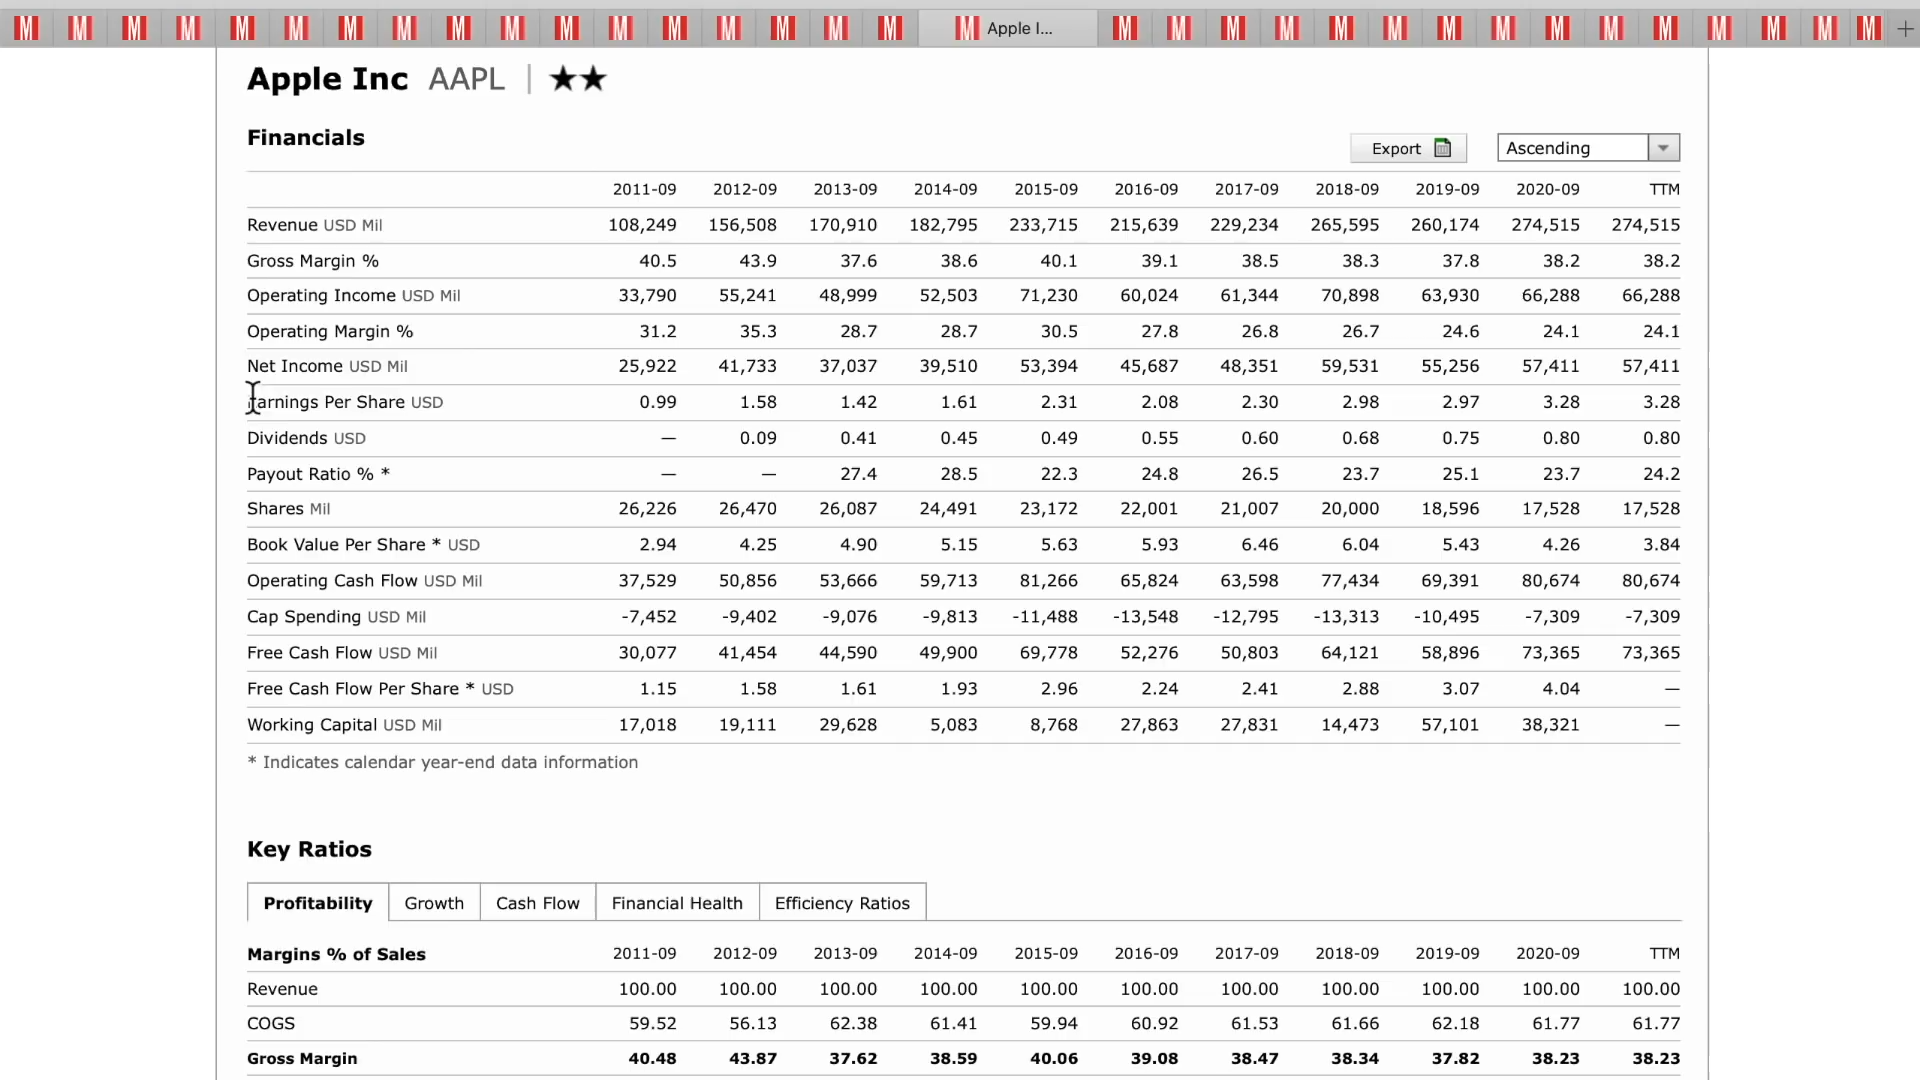 Apple I...
Apple Inc AAPL | ★★
Financials
Export Ascending
2011-09 2012-09 2013-09 2014-09 2015-09 2016-09 2017-09 2018-09 2019-09 2020-09 TTM
Revenue USD Mil 108,249 156,508 170,910 182,795 233,715 215,639 229,234 265,595 260,174 274,515 274,515
Gross Margin % 40.5 43.9 37.6 38.6 40.1 39.1 38.5 38.3 37.8 38.2 38.2
Operating Income USD Mil 33,790 55,241 48,999 52,503 71,230 60,024 61,344 70,898 63,930 66,288 66,288
Operating Margin % 31.2 35.3 28.7 28.7 30.5 27.8 26.8 26.7 24.6 24.1 24.1
Net Income USD Mil 25,922 41,733 37,037 39,510 53,394 45,687 48,351 59,531 55,256 57,411 57,411
Earnings Per Share USD 0.99 1.58 1.42 1.61 2.31 2.08 2.30 2.98 2.97 3.28 3.28
Dividends USD — 0.09 0.41 0.45 0.49 0.55 0.60 0.68 0.75 0.80 0.80
Payout Ratio % * — — 27.4 28.5 22.3 24.8 26.5 23.7 25.1 23.7 24.2
Shares Mil 26,226 26,470 26,087 24,491 23,172 22,001 21,007 20,000 18,596 17,528 17,528
Book Value Per Share * USD 2.94 4.25 4.90 5.15 5.63 5.93 6.46 6.04 5.43 4.26 3.84
Operating Cash Flow USD Mil 37,529 50,856 53,666 59,713 81,266 65,824 63,598 77,434 69,391 80,674 80,674
Cap Spending USD Mil -7,452 -9,402 -9,076 -9,813 -11,488 -13,548 -12,795 -13,313 -10,495 -7,309 -7,309
Free Cash Flow USD Mil 30,077 41,454 44,590 49,900 69,778 52,276 50,803 64,121 58,896 73,365 73,365
Free Cash Flow Per Share * USD 1.15 1.58 1.61 1.93 2.96 2.24 2.41 2.88 3.07 4.04 —
Working Capital USD Mil 17,018 19,111 29,628 5,083 8,768 27,863 27,831 14,473 57,101 38,321 —
* Indicates calendar year-end data information
Key Ratios
Profitability Growth Cash Flow Financial Health Efficiency Ratios
Margins % of Sales 2011-09 2012-09 2013-09 2014-09 2015-09 2016-09 2017-09 2018-09 2019-09 2020-09 TTM
Revenue 100.00 100.00 100.00 100.00 100.00 100.00 100.00 100.00 100.00 100.00 100.00
COGS 59.52 56.13 62.38 61.41 59.94 60.92 61.53 61.66 62.18 61.77 61.77
Gross Margin 40.48 43.87 37.62 38.59 40.06 39.08 38.47 38.34 37.82 38.23 38.23